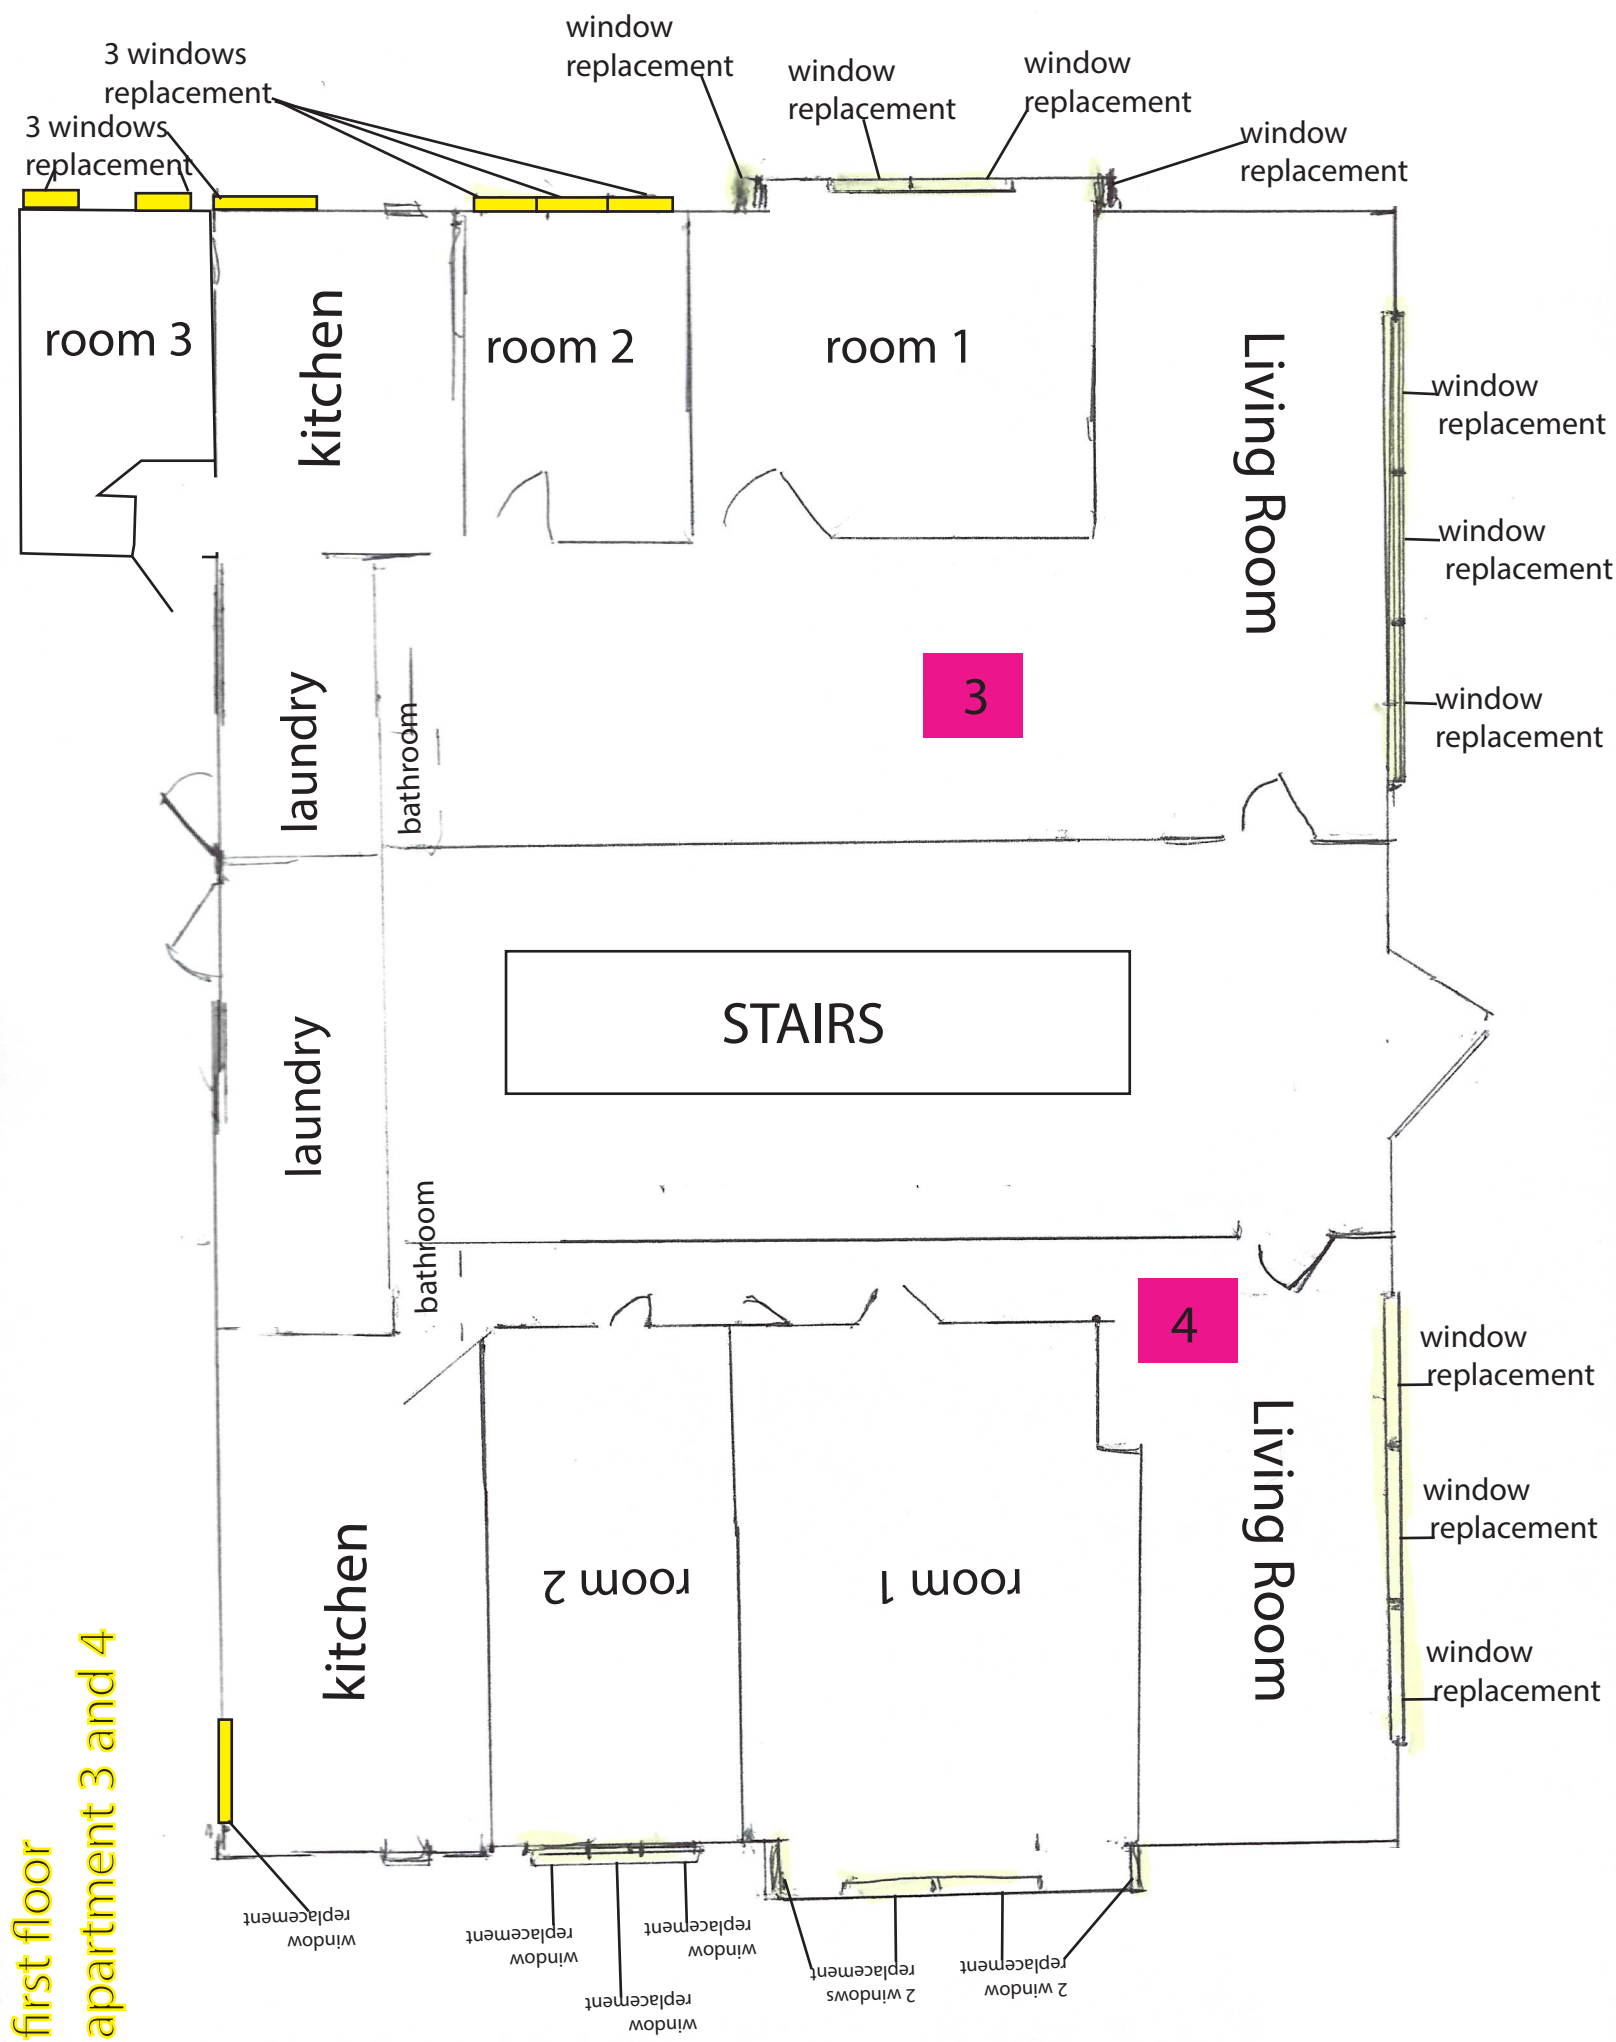 window
replacement
3 windows
replacement
window
replacement
window
replacement
3 windows
replacement
window
replacement
room 3
kitchen
room 2
room 1
Living Room
window
replacement
window
replacement
window
replacement
laundry
bathroom
3
STAIRS
laundry
bathroom
4
window
replacement
Living Room
window
replacement
kitchen
room 2
room 1
window
replacement
first floor
apartment 3 and 4
window
replacement
window
replacement
window
replacement
window
replacement
2 windows
replacement
2 window
replacement